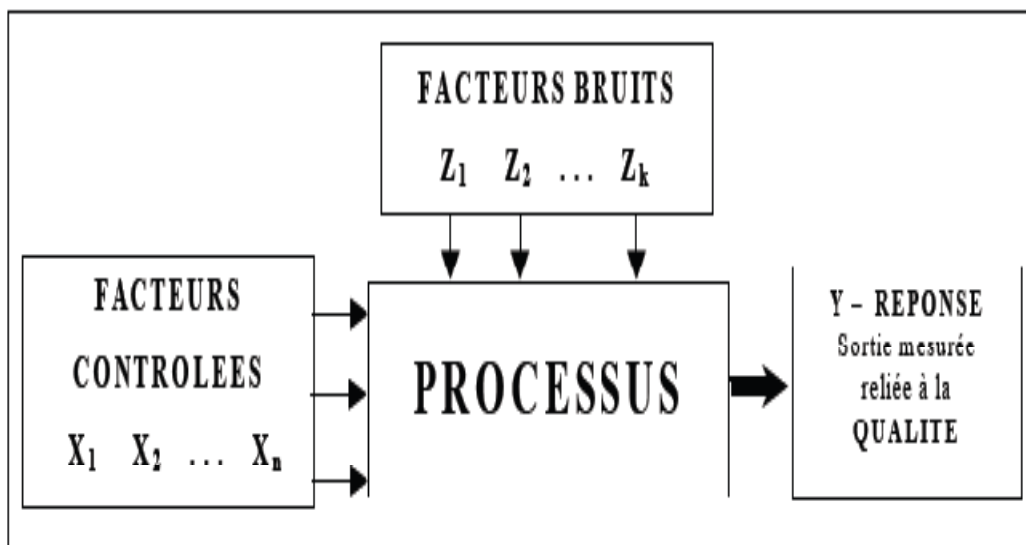 FACTEURS BRUITS
Z1 Z2 ... Zk
FACTEURS
CONTROLEES
X1 X2 ... Xn
PROCESSUS
Y – REPONSE
Sortie mesurée
reliée à la
QUALITE